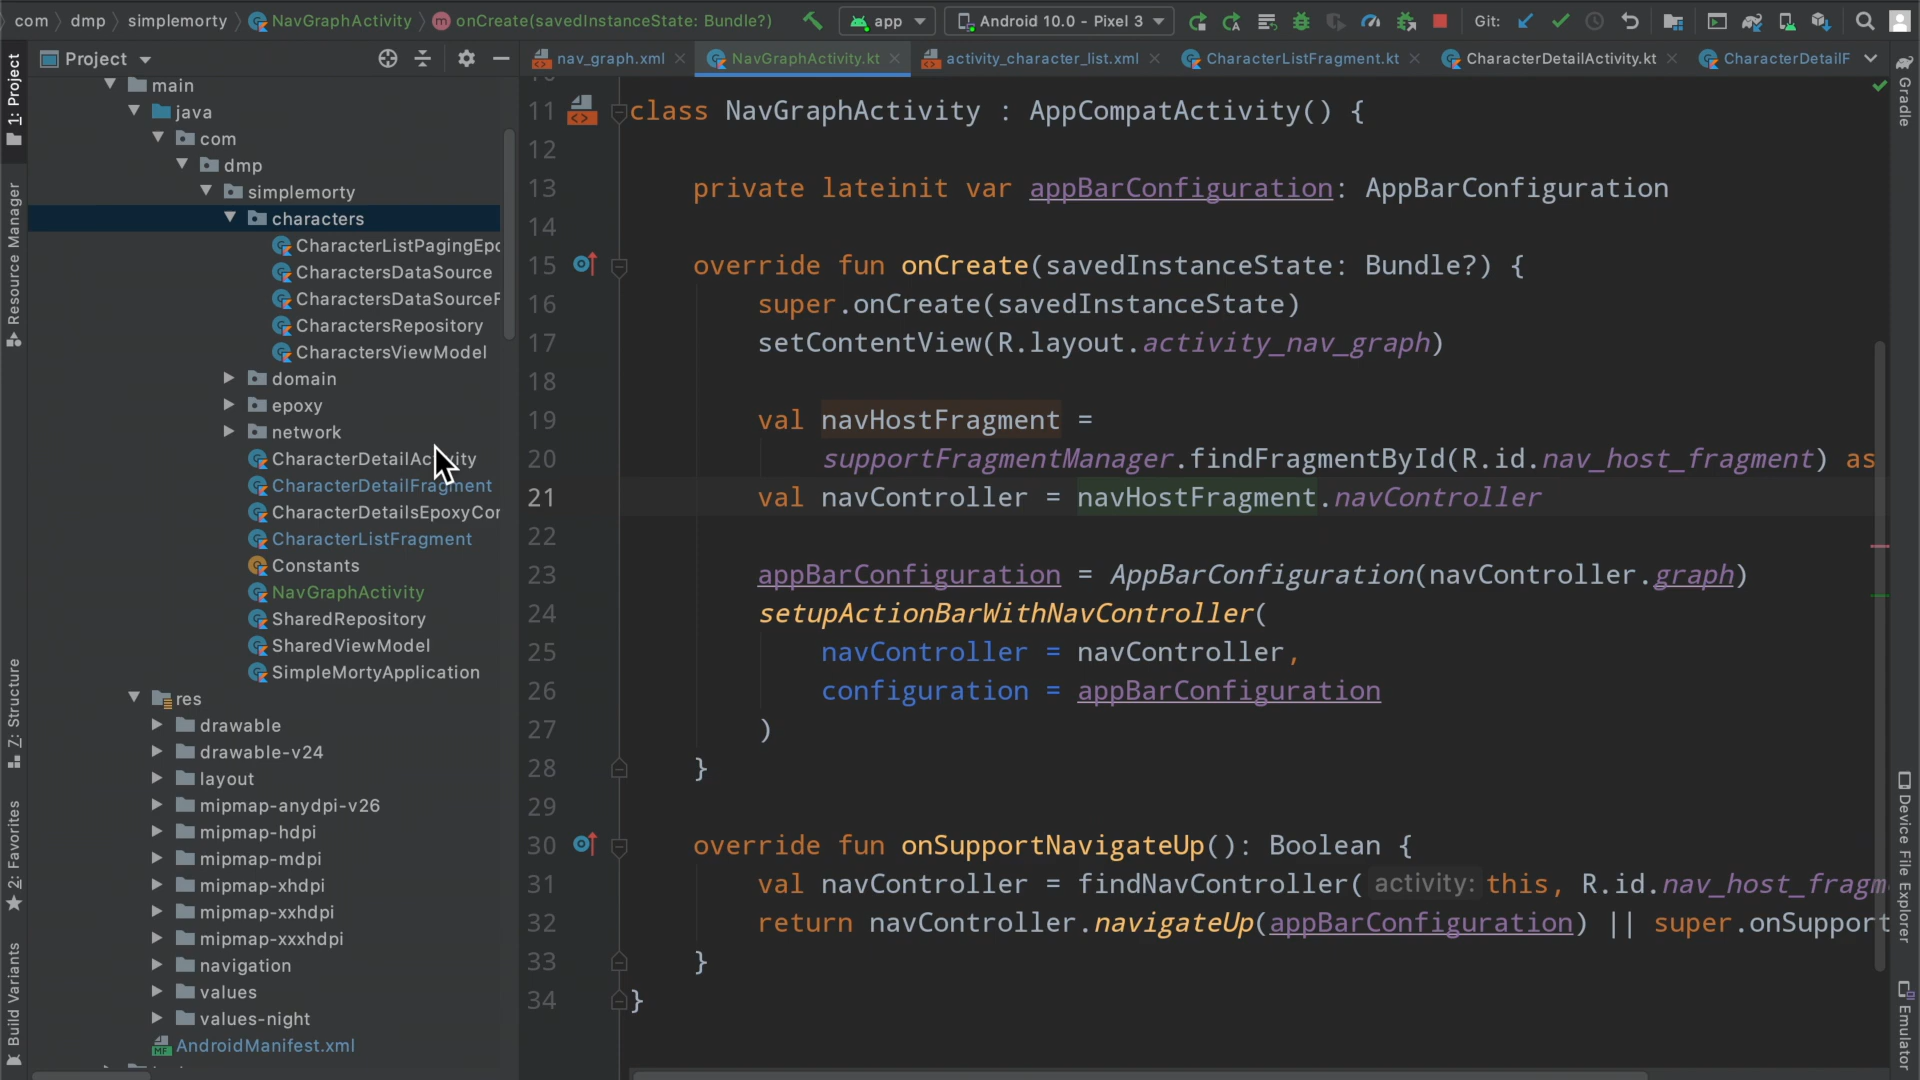 com dmp simplemorty NavGraphActivity onCreate(savedInstanceState: Bundle?) app Android 10.0 - Pixel 3 Git:
Project
nav_graph.xml NavGraphActivity.kt activity_character_list.xml CharacterListFragment.kt CharacterDetailActivity.kt CharacterDetailF
1: Project
Resource Manager
Z: Structure
2: Favorites
Build Variants
main
java
com
dmp
simplemorty
characters
CharacterListPagingEpo
CharactersDataSource
CharactersDataSourceF
CharactersRepository
CharactersViewModel
domain
epoxy
network
CharacterDetailActivity
CharacterDetailFragment
CharacterDetailsEpoxyCor
CharacterListFragment
Constants
NavGraphActivity
SharedRepository
SharedViewModel
SimpleMortyApplication
res
drawable
drawable-v24
layout
mipmap-anydpi-v26
mipmap-hdpi
mipmap-mdpi
mipmap-xhdpi
mipmap-xxhdpi
mipmap-xxxhdpi
navigation
values
values-night
AndroidManifest.xml
11 class NavGraphActivity : AppCompatActivity() {
12
13 private lateinit var appBarConfiguration: AppBarConfiguration
14
15 override fun onCreate(savedInstanceState: Bundle?) {
16 super.onCreate(savedInstanceState)
17 setContentView(R.layout.activity_nav_graph)
18
19 val navHostFragment =
20 supportFragmentManager.findFragmentById(R.id.nav_host_fragment) as
21 val navController = navHostFragment.navController
22
23 appBarConfiguration = AppBarConfiguration(navController.graph)
24 setupActionBarWithNavController(
25 navController = navController,
26 configuration = appBarConfiguration
27 )
28 }
29
30 override fun onSupportNavigateUp(): Boolean {
31 val navController = findNavController( activity: this, R.id.nav_host_fragm
32 return navController.navigateUp(appBarConfiguration) || super.onSupport
33 }
34 }
Gradle
Device File Explorer
Emulator